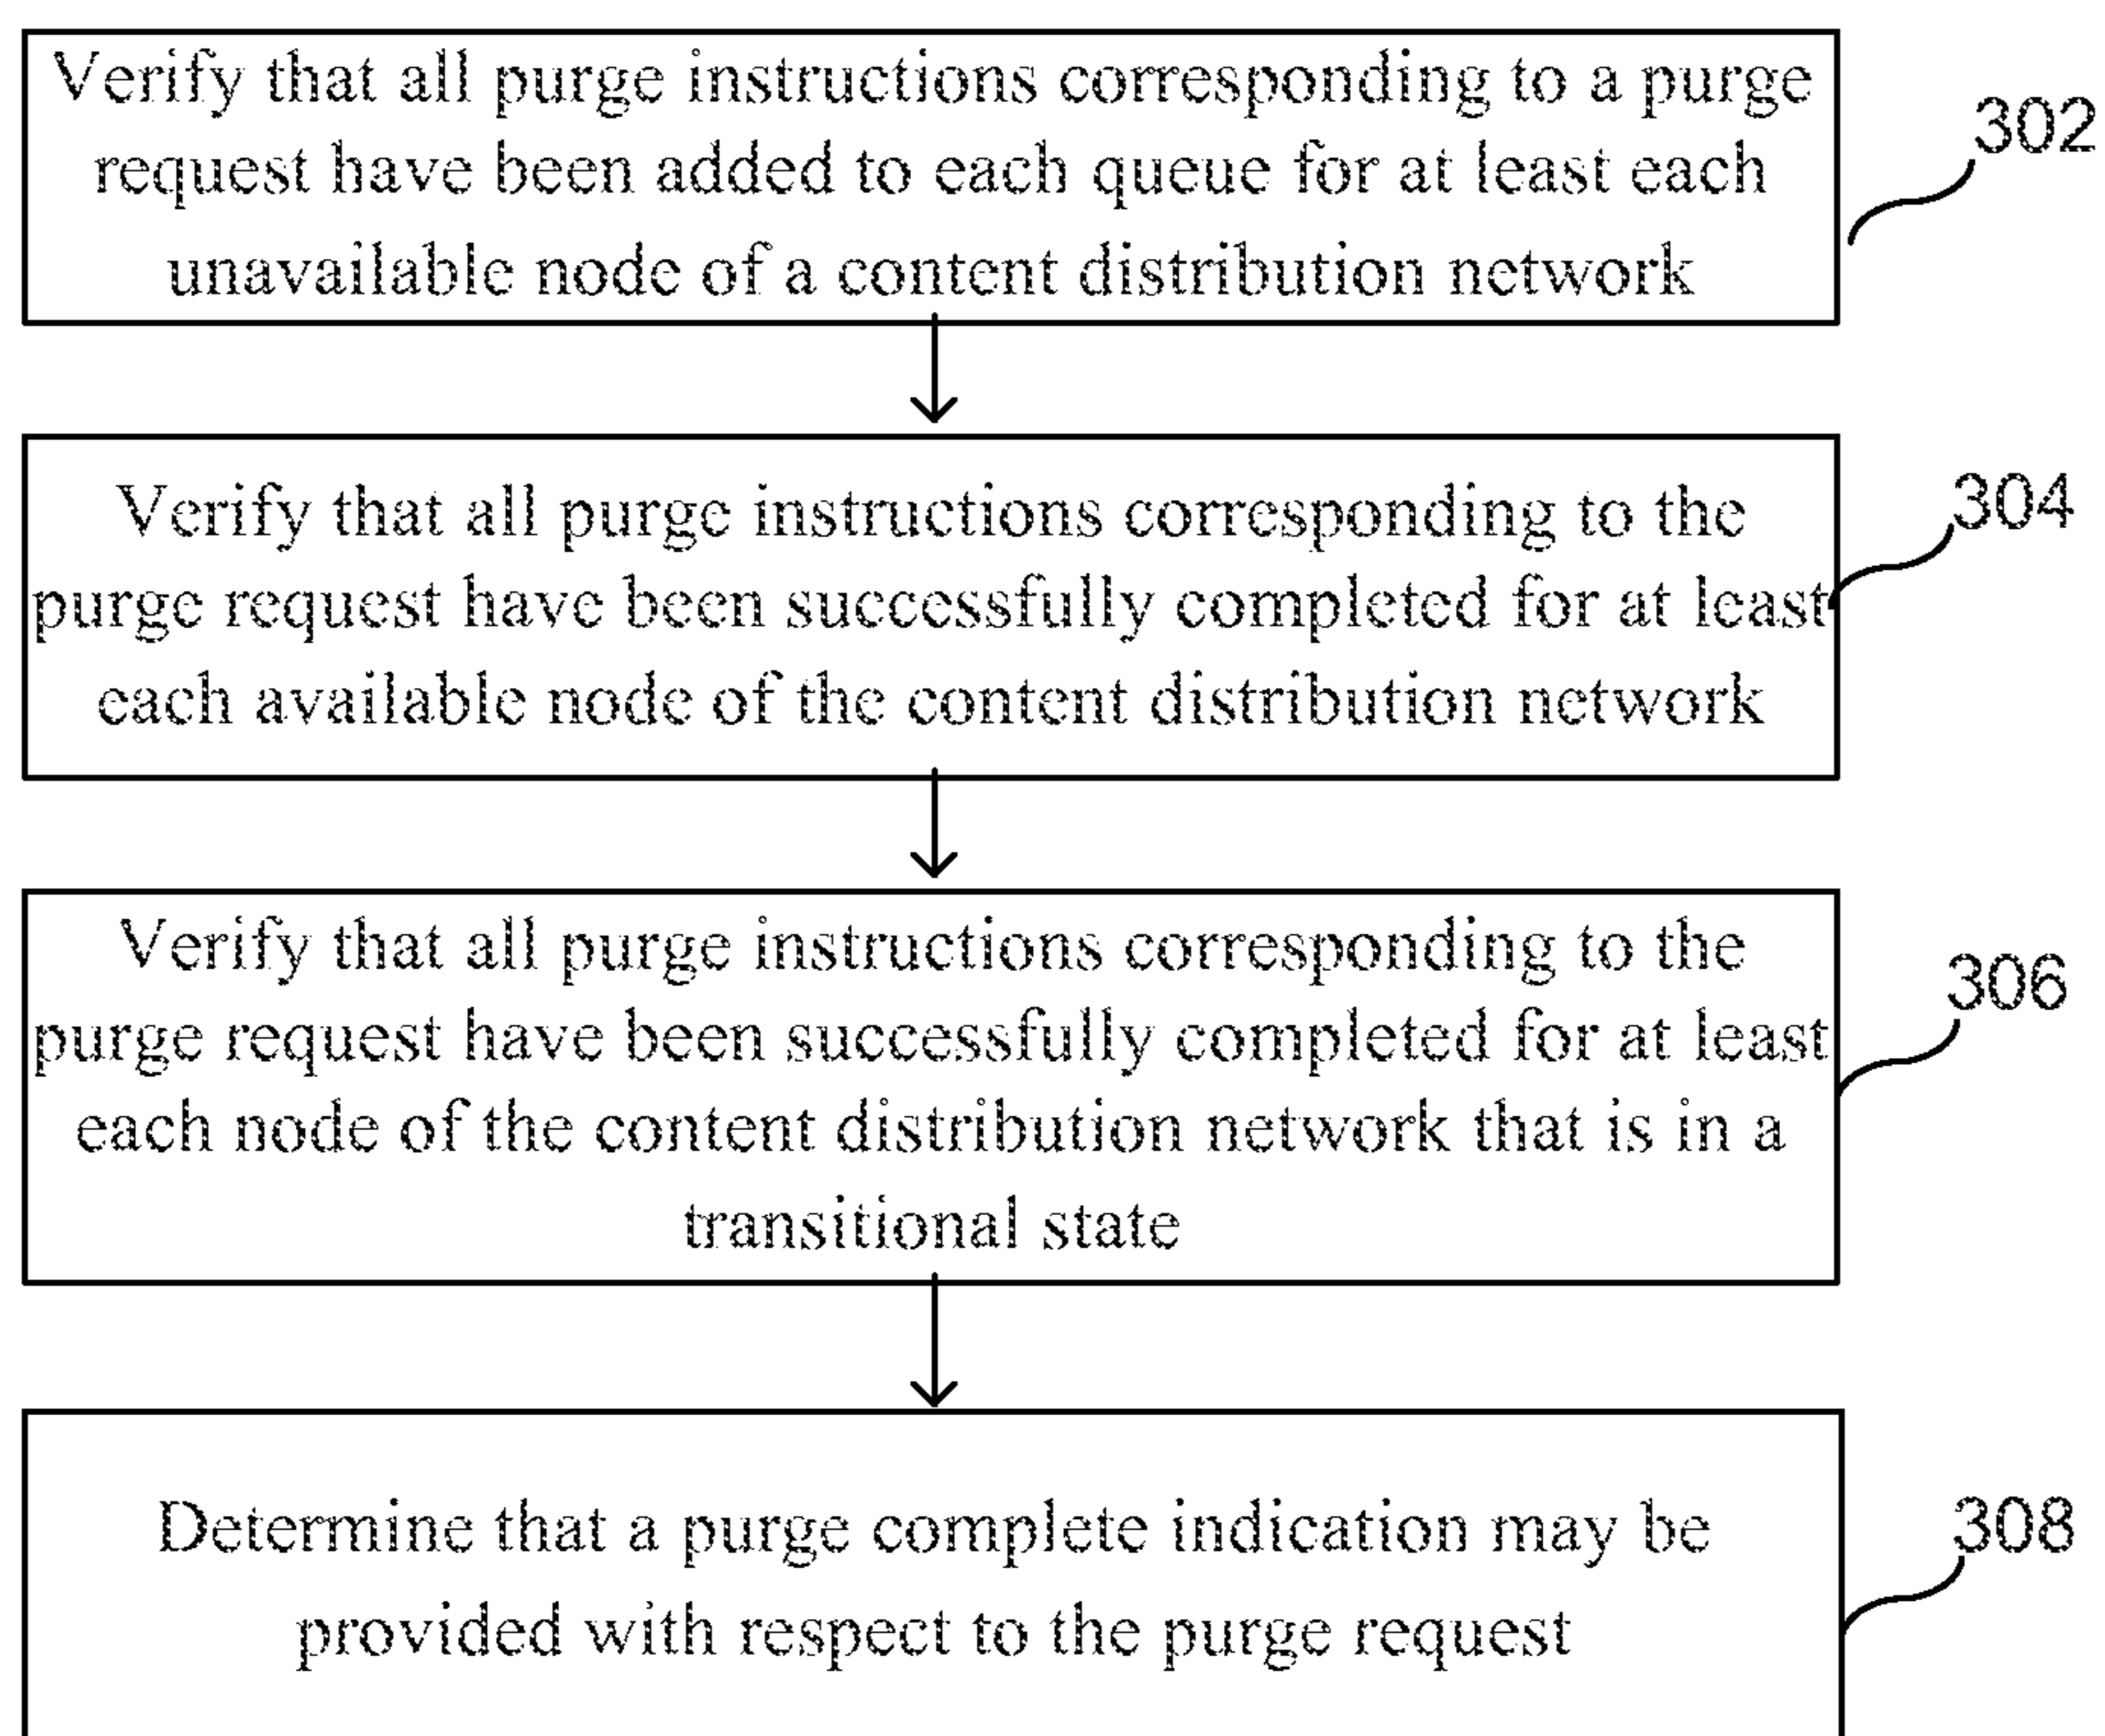 Verify that all purge instructions corresponding to a purge
request have been added to each queue for at least each
unavailable node of a content distribution network
302
Verify that all purge instructions corresponding to the
purge request have been successfully completed for at least
each available node of the content distribution network
304
Verify that all purge instructions corresponding to the
purge request have been successfully completed for at least
each node of the content distribution network that is in a
transitional state
306
Determine that a purge complete indication may be
provided with respect to the purge request
308